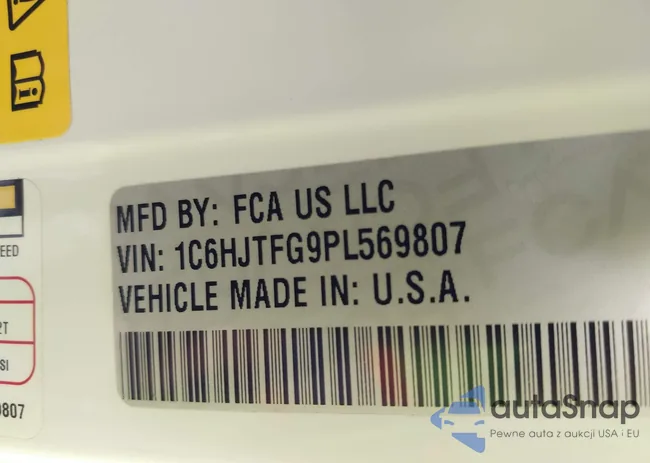 EED
2T
SI
9807
MFD BY: FCA US LLC
VIN: 1C6HJTFG9PL569807
VEHICLE MADE IN: U.S.A.
autoSnap
Pewne auta z aukcji USA i EU